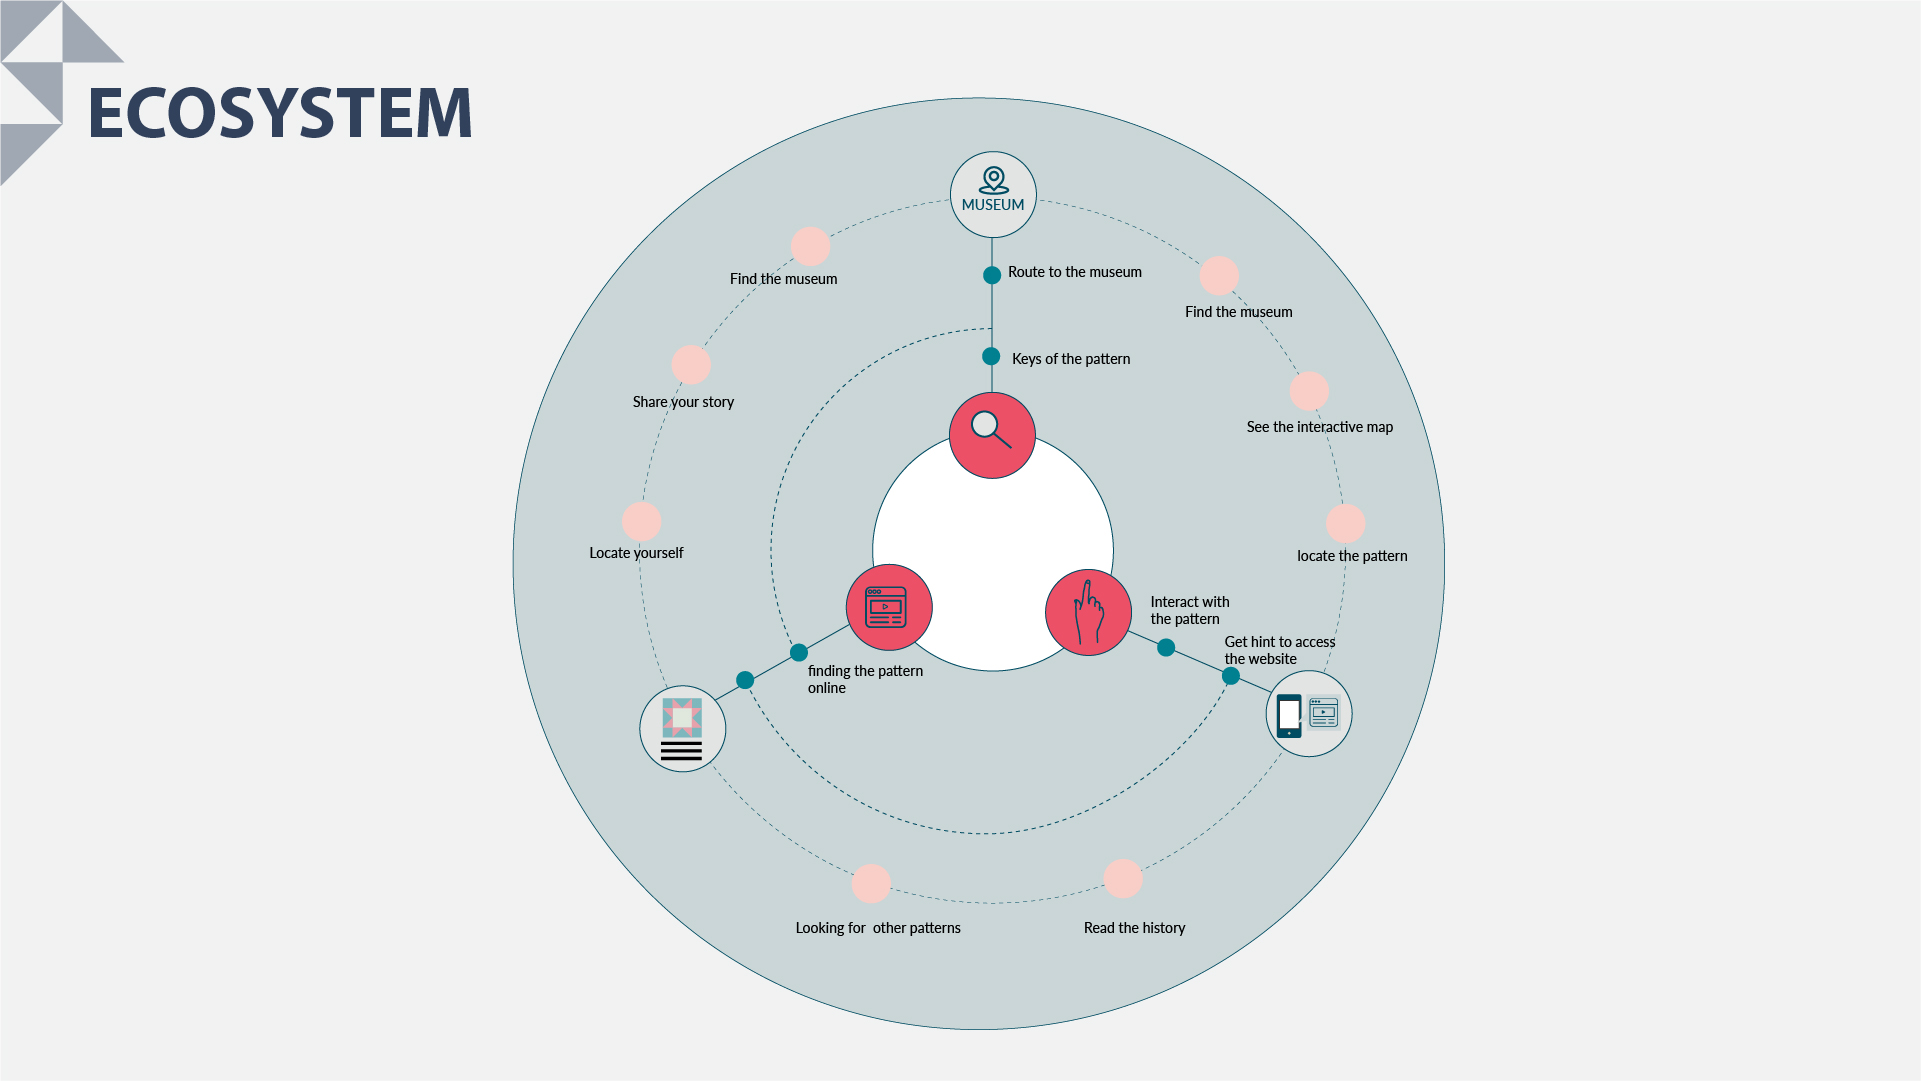 ECOSYSTEM
MUSEUM
Find the museum
Route to the museum
Find the museum
Keys of the pattern
Share your story
See the interactive map
Locate yourself
locate the pattern
Interact with
the pattern
Get hint to access
the website
finding the pattern
online
Looking for  other patterns
Read the history